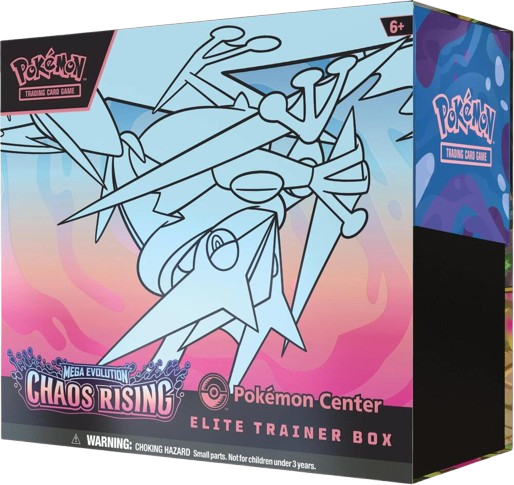 6+
POKéMON
TRADING CARD GAME
POKéMON
TRADING CARD GAME
MEGA EVOLUTION
CHAOS RISING
Pokémon Center
ELITE TRAINER BOX
WARNING: CHOKING HAZARD Small parts. Not for children under 3 years.